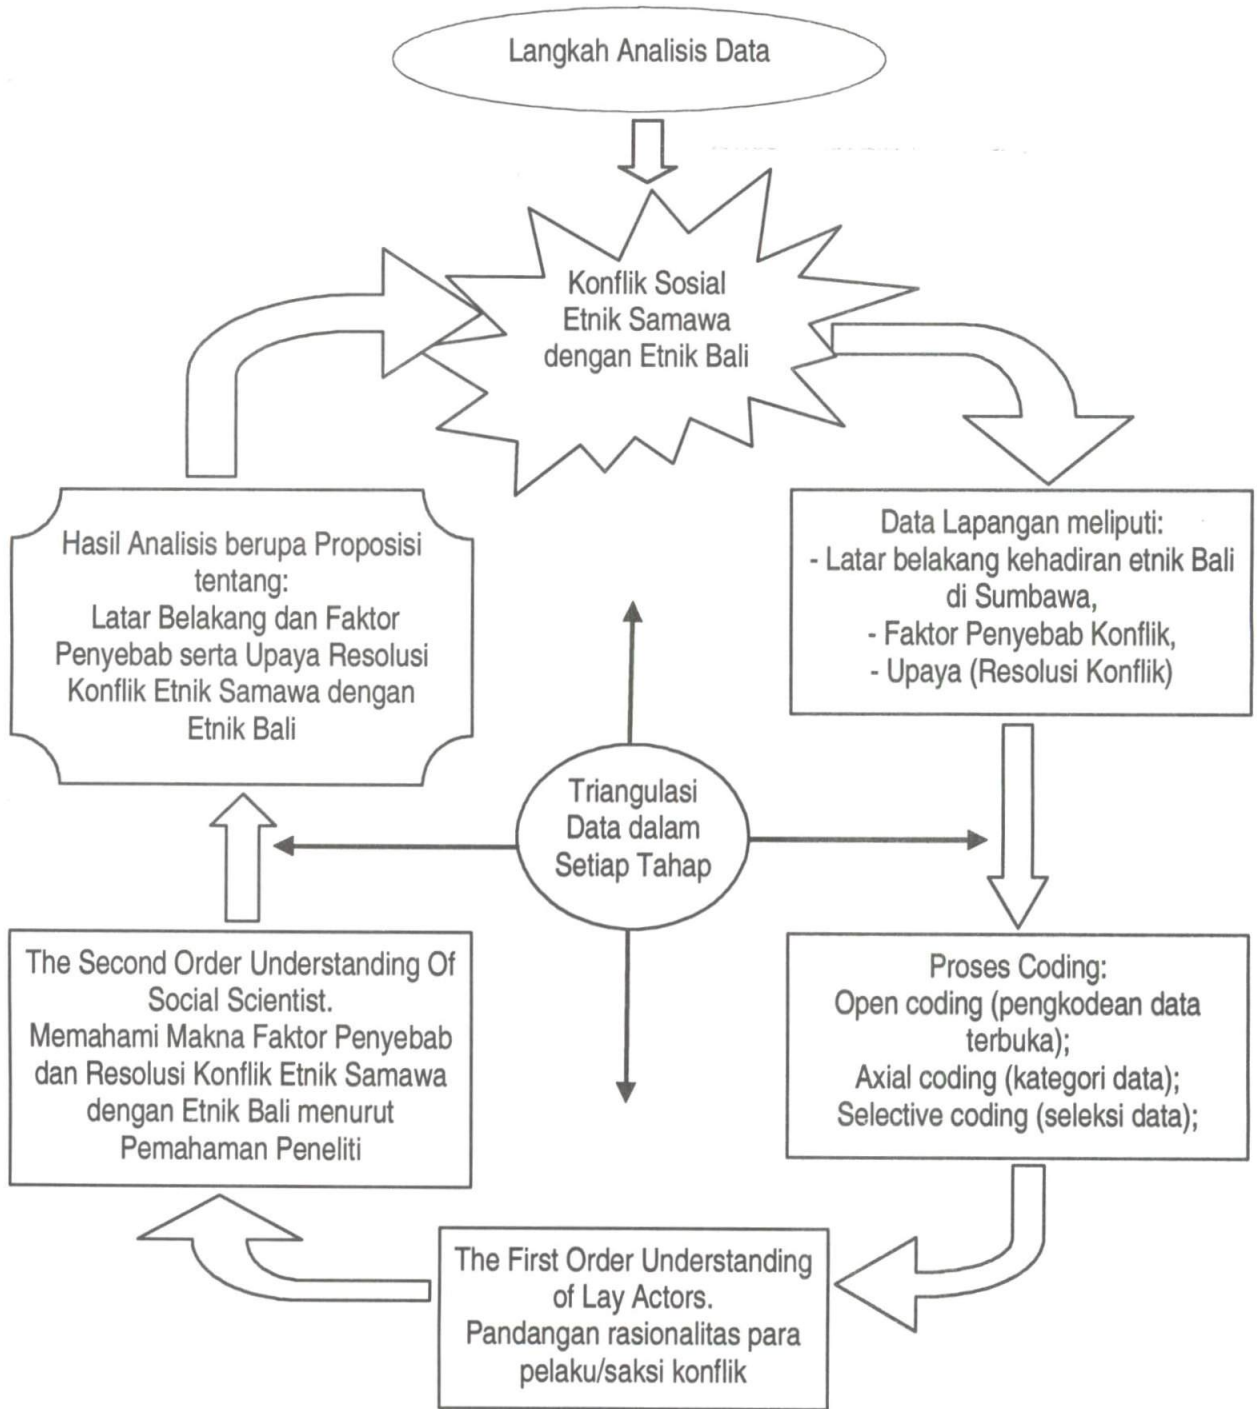 Langkah Analisis Data
Konflik Sosial
Etnik Samawa
dengan Etnik Bali
Data Lapangan meliputi:
- Latar belakang kehadiran etnik Bali
di Sumbawa,
- Faktor Penyebab Konflik,
- Upaya (Resolusi Konflik)
Proses Coding:
Open coding (pengkodean data
terbuka);
Axial coding (kategori data);
Selective coding (seleksi data);
The First Order Understanding
of Lay Actors.
Pandangan rasionalitas para
pelaku/saksi konflik
The Second Order Understanding Of
Social Scientist.
Memahami Makna Faktor Penyebab
dan Resolusi Konflik Etnik Samawa
dengan Etnik Bali menurut
Pemahaman Peneliti
Hasil Analisis berupa Proposisi
tentang:
Latar Belakang dan Faktor
Penyebab serta Upaya Resolusi
Konflik Etnik Samawa dengan
Etnik Bali
Triangulasi
Data dalam
Setiap Tahap